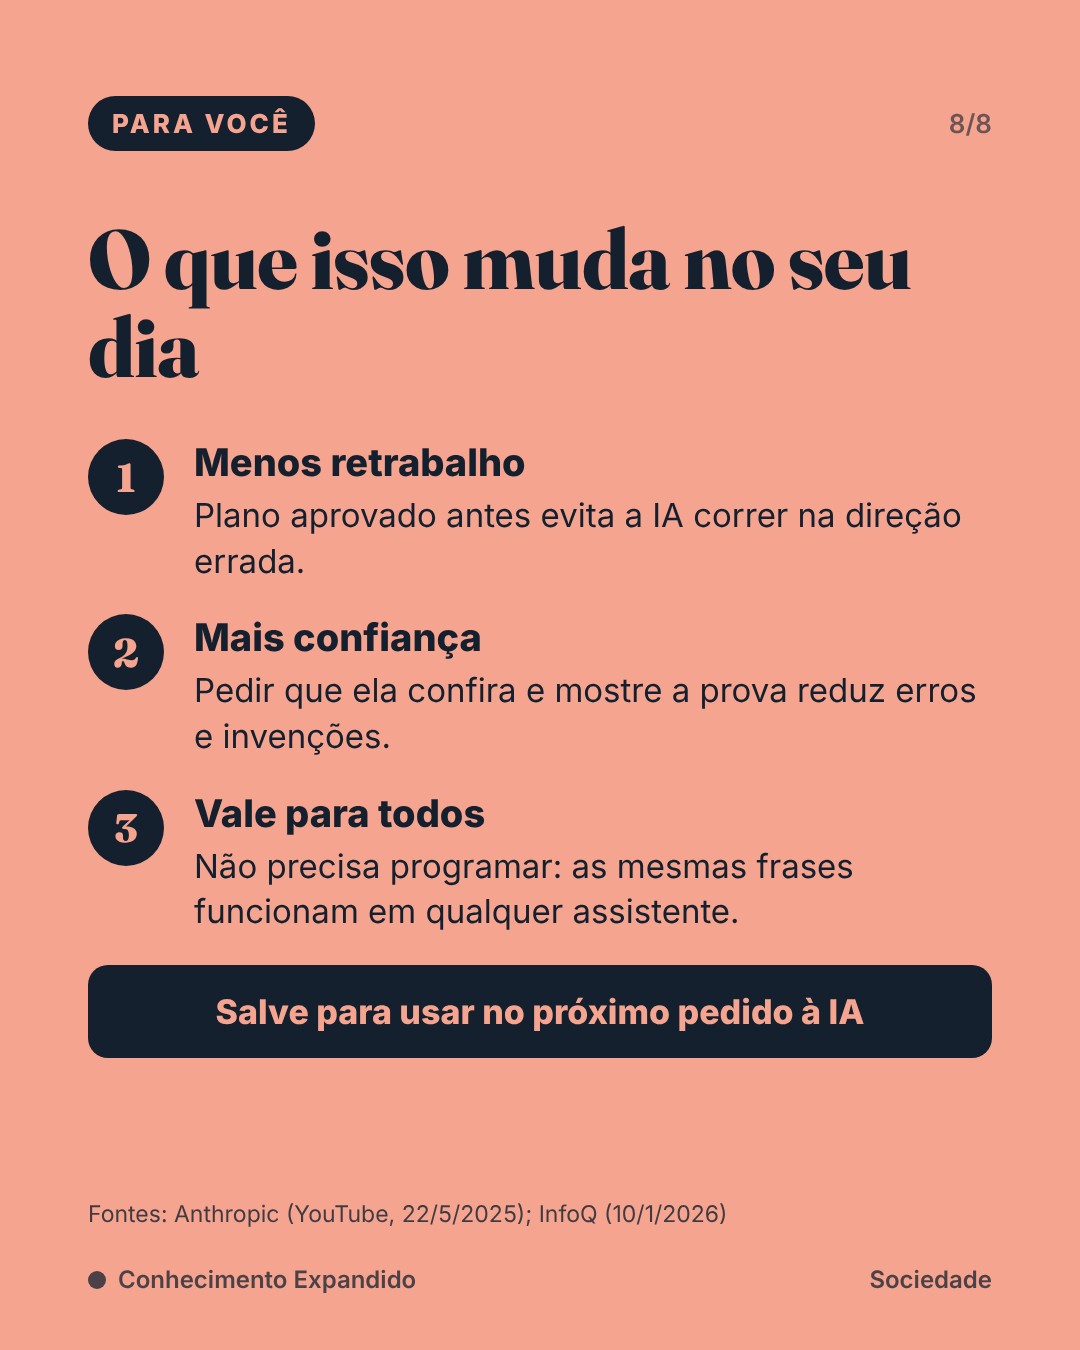 PARA VOCÊ
8/8
O que isso muda no seu
dia
1
Menos retrabalho
Plano aprovado antes evita a IA correr na direção
errada.
2
Mais confiança
Pedir que ela confira e mostre a prova reduz erros
e invenções.
3
Vale para todos
Não precisa programar: as mesmas frases
funcionam em qualquer assistente.
Salve para usar no próximo pedido à IA
Fontes: Anthropic (YouTube, 22/5/2025); InfoQ (10/1/2026)
Conhecimento Expandido
Sociedade